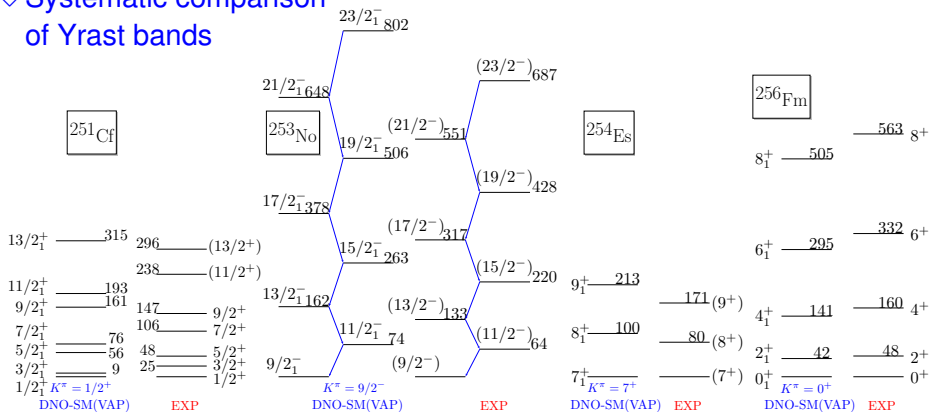 ◇ Systematic comparison
of Yrast bands
²⁵¹Cf
13/2₁⁺ 315
11/2₁⁺ 193
9/2₁⁺ 161
7/2₁⁺ 76
5/2₁⁺ 56
3/2₁⁺ 9
1/2₁⁺
K^π = 1/2⁺
DNO-SM(VAP)
296 (13/2⁺)
238 (11/2⁺)
147 9/2⁺
106 7/2⁺
48 5/2⁺
25 3/2⁺
1/2⁺
EXP
²⁵³No
23/2₁⁻ 802
21/2₁⁻ 648
19/2₁⁻ 506
17/2₁⁻ 378
15/2₁⁻ 263
13/2₁⁻ 162
11/2₁⁻ 74
9/2₁⁻
K^π = 9/2⁻
DNO-SM(VAP)
(23/2⁻) 687
(21/2⁻) 551
(19/2⁻) 428
(17/2⁻) 317
(15/2⁻) 220
(13/2⁻) 133
(11/2⁻) 64
(9/2⁻)
EXP
²⁵⁴Es
9₁⁺ 213
8₁⁺ 100
7₁⁺
K^π = 7⁺
DNO-SM(VAP)
171 (9⁺)
80 (8⁺)
(7⁺)
EXP
²⁵⁶Fm
8₁⁺ 505
6₁⁺ 295
4₁⁺ 141
2₁⁺ 42
0₁⁺
K^π = 0⁺
DNO-SM(VAP)
563 8⁺
332 6⁺
160 4⁺
48 2⁺
0⁺
EXP